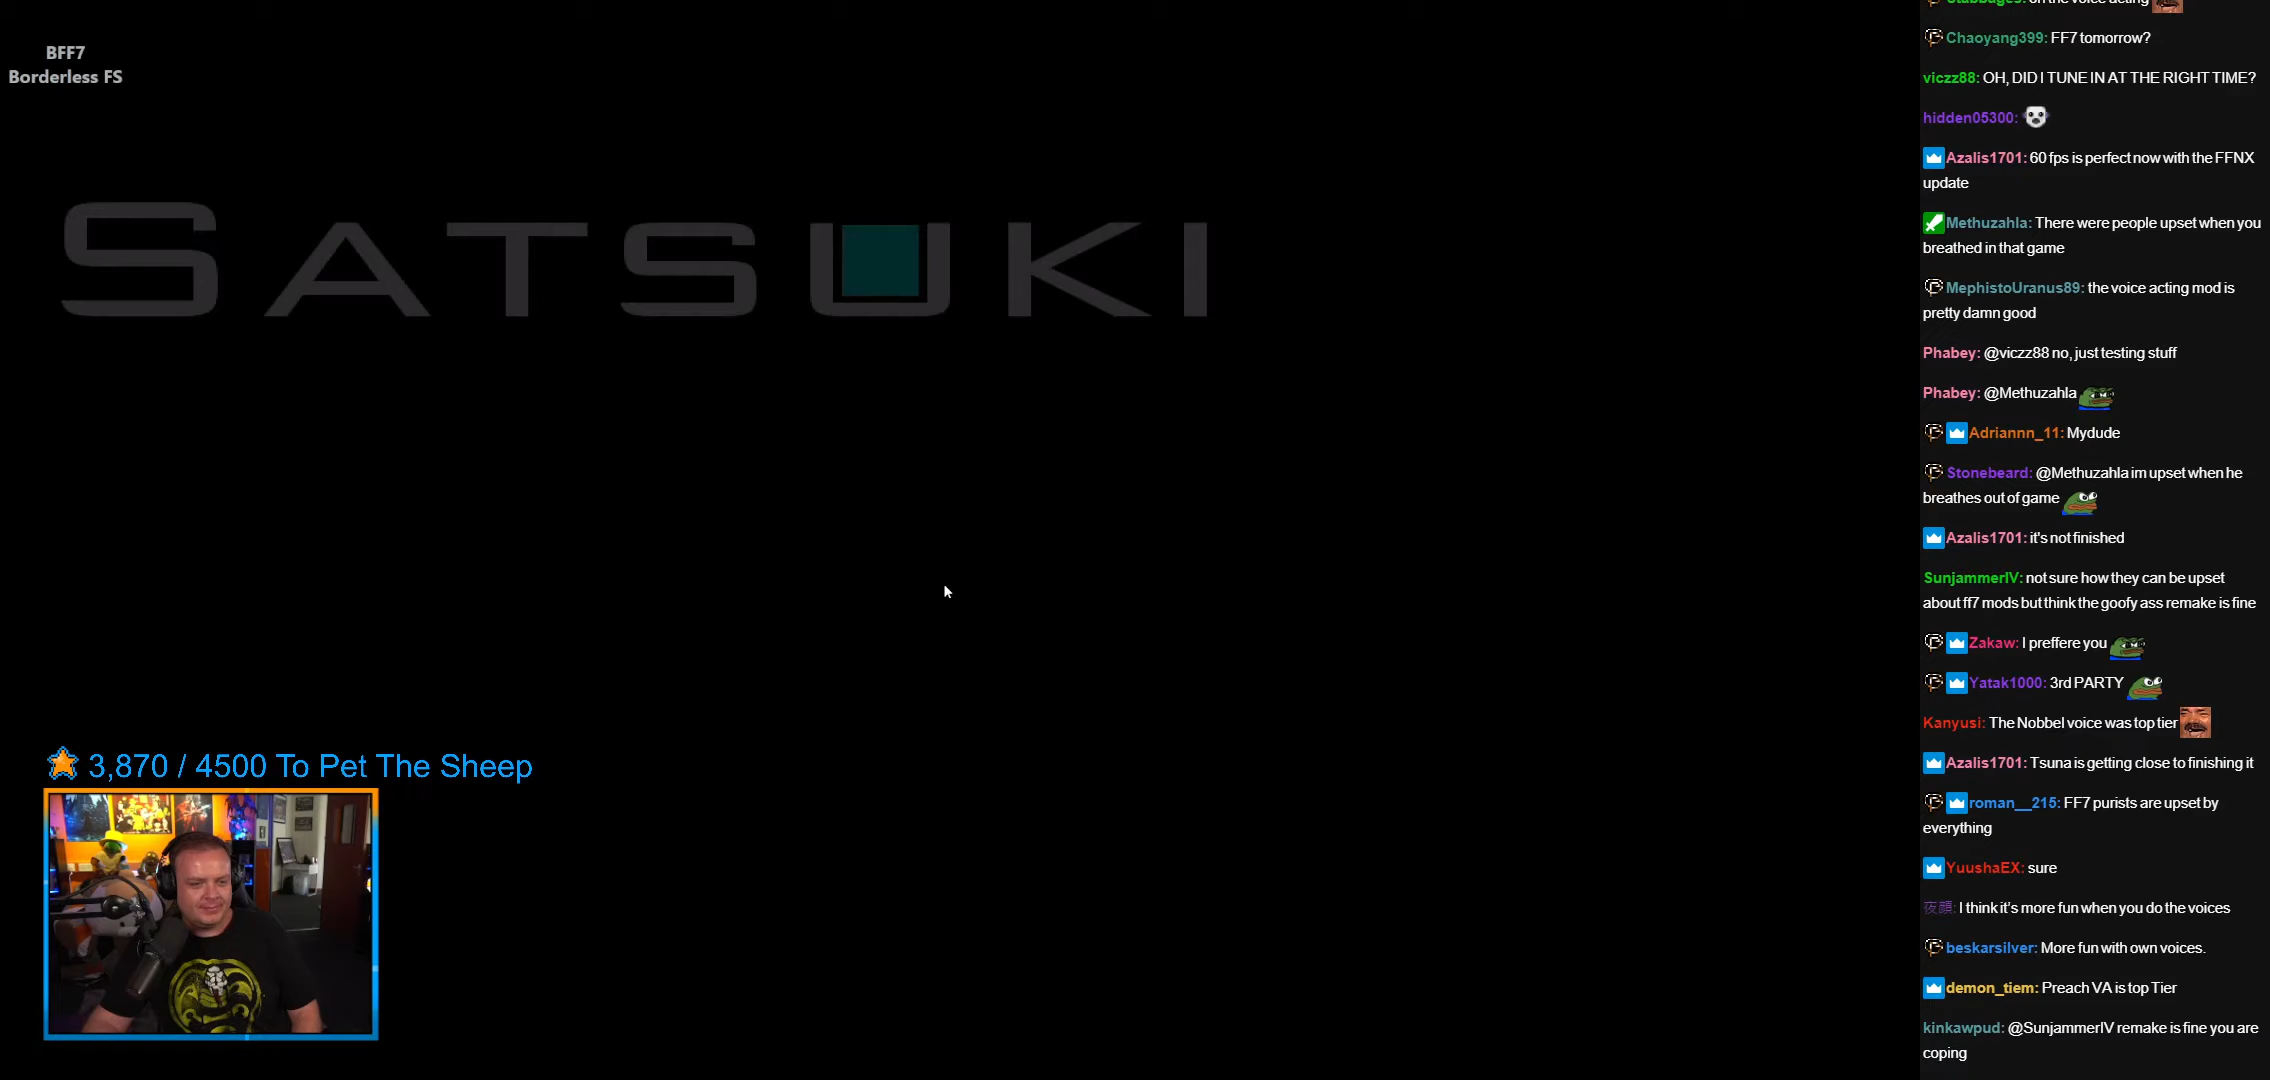 BFF7
Borderless FS
SATSUKI
3,870 / 4500 To Pet The Sheep
Chaoyang399: FF7 tomorrow?
viczz88: OH, DID I TUNE IN AT THE RIGHT TIME?
hidden05300:
Azalis1701: 60 fps is perfect now with the FFNX
update
Methuzahla: There were people upset when you
breathed in that game
MephistoUranus89: the voice acting mod is
pretty damn good
Phabey: @viczz88 no, just testing stuff
Phabey: @Methuzahla
Adriannn_11: Mydude
Stonebeard: @Methuzahla im upset when he
breathes out of game
Azalis1701: it's not finished
SunjammerIV: not sure how they can be upset
about ff7 mods but think the goofy ass remake is fine
Zakaw: I preffere you
Yatak1000: 3rd PARTY
Kanyusi: The Nobbel voice was top tier
Azalis1701: Tsuna is getting close to finishing it
roman__215: FF7 purists are upset by
everything
YuushaEX: sure
夜顔: I think it's more fun when you do the voices
beskarsilver: More fun with own voices.
demon_tiem: Preach VA is top Tier
kinkawpud: @SunjammerIV remake is fine you are
coping